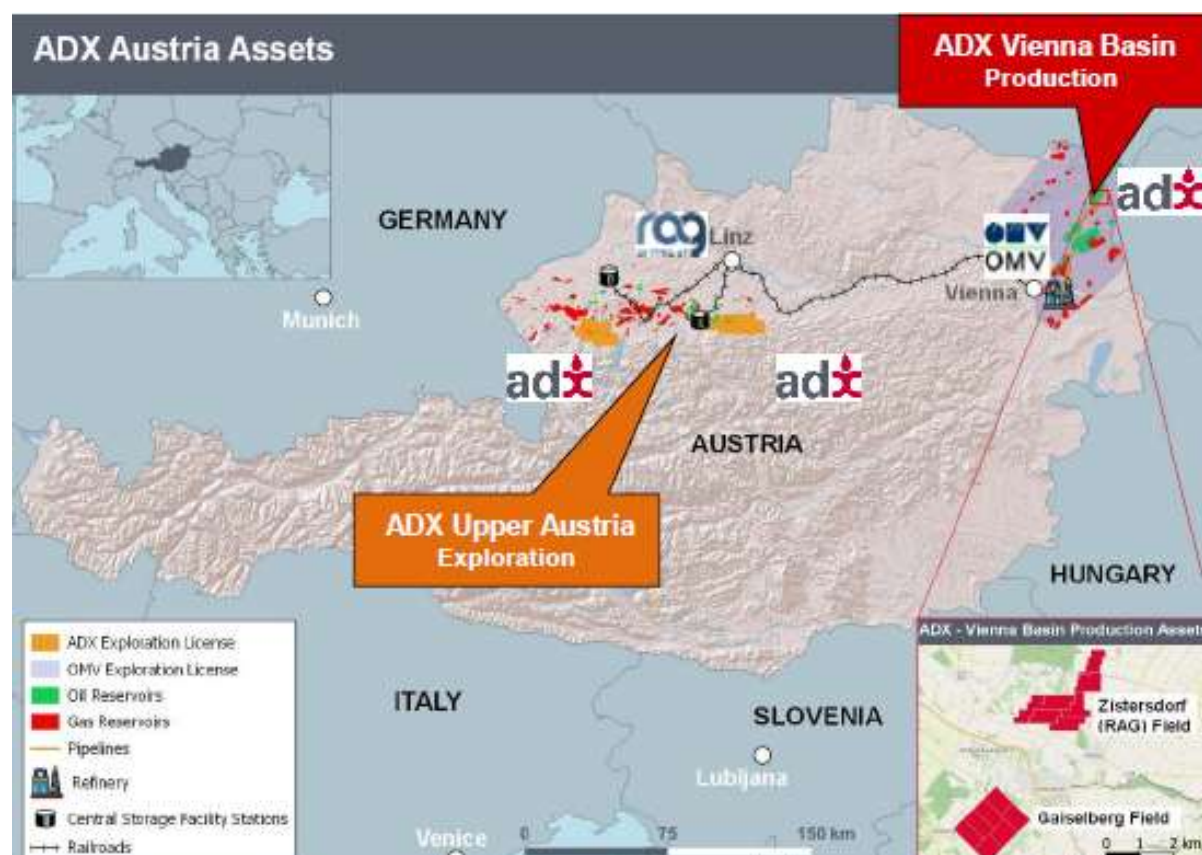 ADX Austria Assets
ADX Vienna Basin
Production
adx
GERMANY
rag
Linz
OMV
OMV
Vienna
Munich
adx
adx
AUSTRIA
ADX Upper Austria
Exploration
HUNGARY
ADX Exploration License
OMV Exploration License
Oil Reservoirs
Gas Reservoirs
Pipelines
Refinery
Central Storage Facility Stations
Railroads
ITALY
SLOVENIA
Lubljana
Venice
0 75 150 km
ADX - Vienna Basin Production Assets
Zistersdorf
(RAG) Field
Gaiselberg Field
0 1 2 km